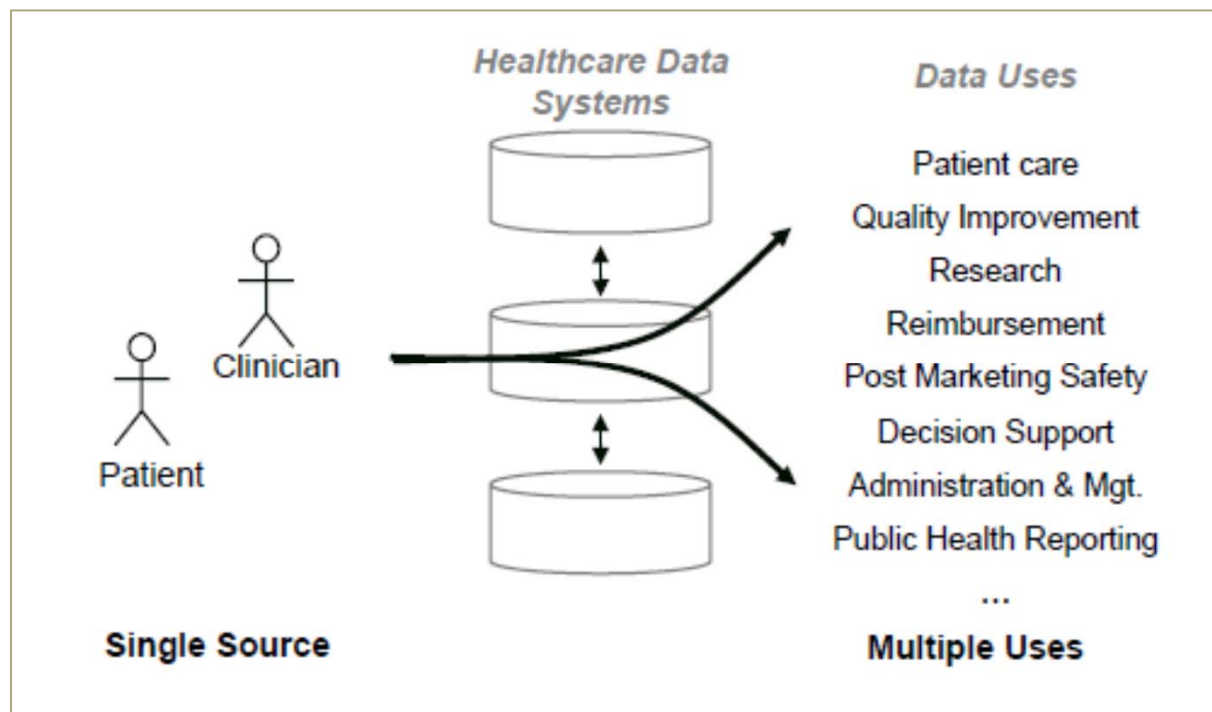 Healthcare Data
Systems
Data Uses
Patient care
Quality Improvement
Research
Reimbursement
Post Marketing Safety
Decision Support
Administration & Mgt.
Public Health Reporting
...
Clinician
Patient
Single Source
Multiple Uses